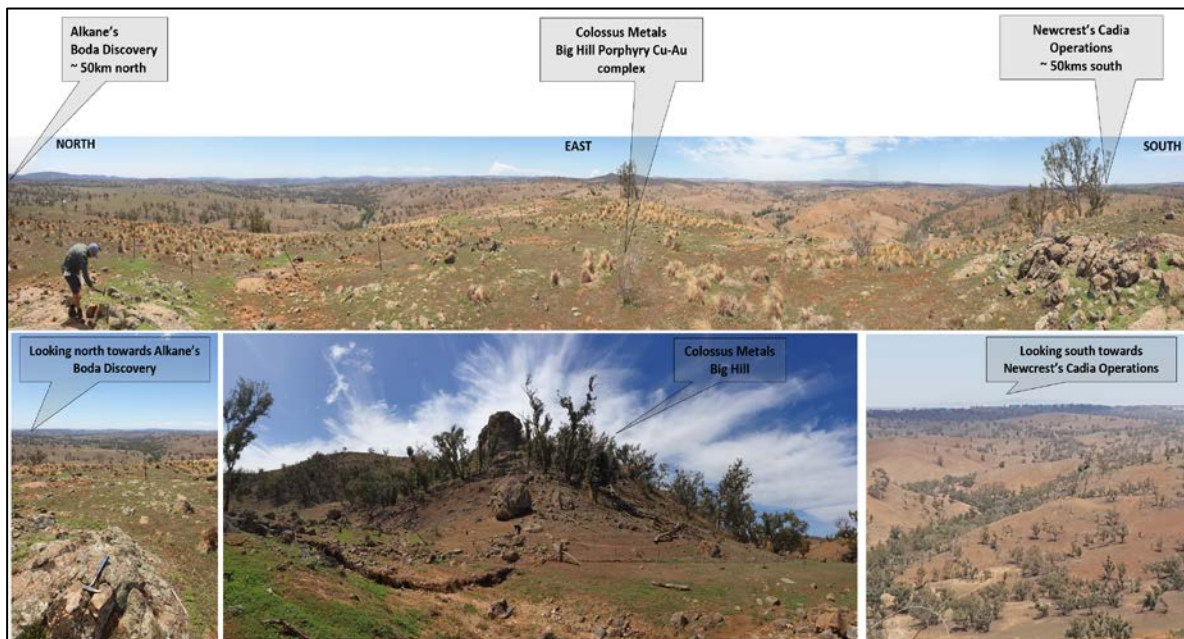 Alkane's
Boda Discovery
~ 50km north
Colossus Metals
Big Hill Porphyry Cu-Au
complex
Newcrest's Cadia
Operations
~ 50kms south
NORTH
EAST
SOUTH
Looking north towards Alkane's
Boda Discovery
Colossus Metals
Big Hill
Looking south towards
Newcrest's Cadia Operations